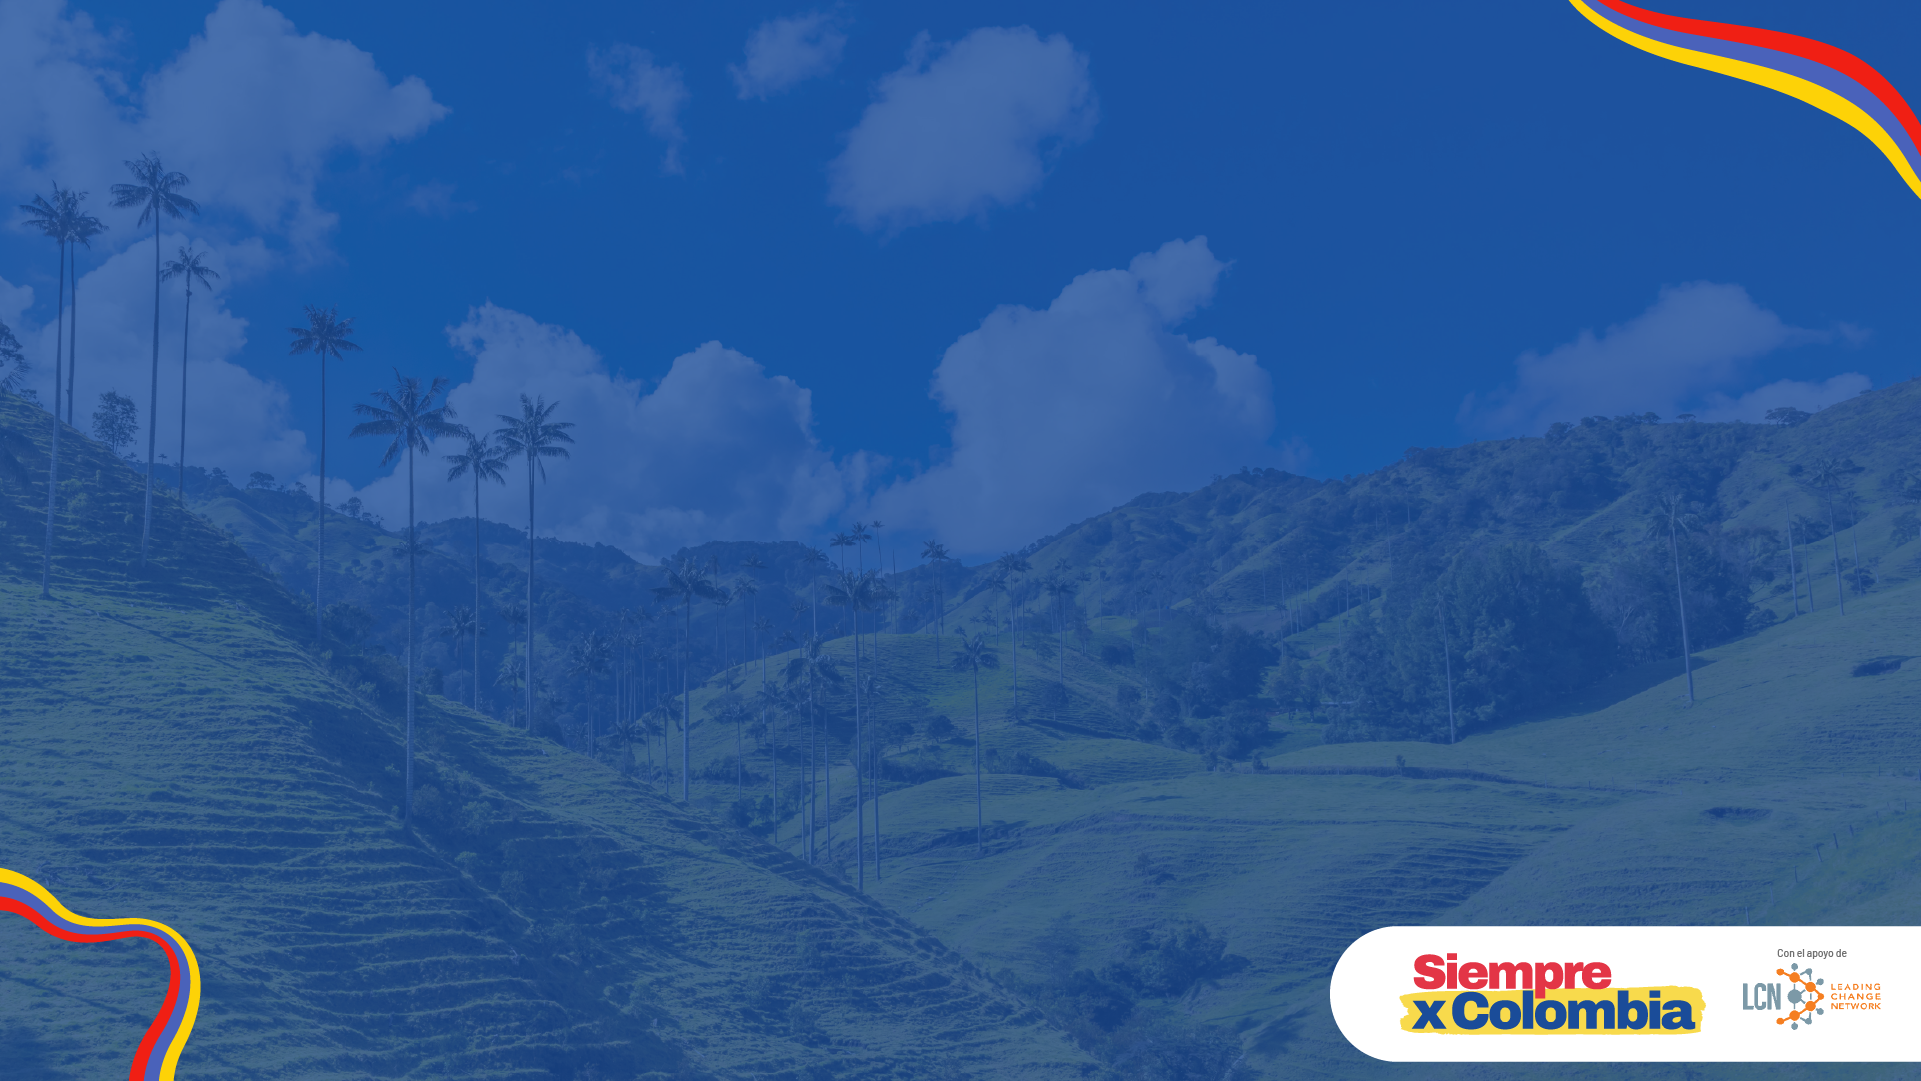 Siempre
x Colombia
Con el apoyo de
LCN
LEADING
CHANGE
NETWORK